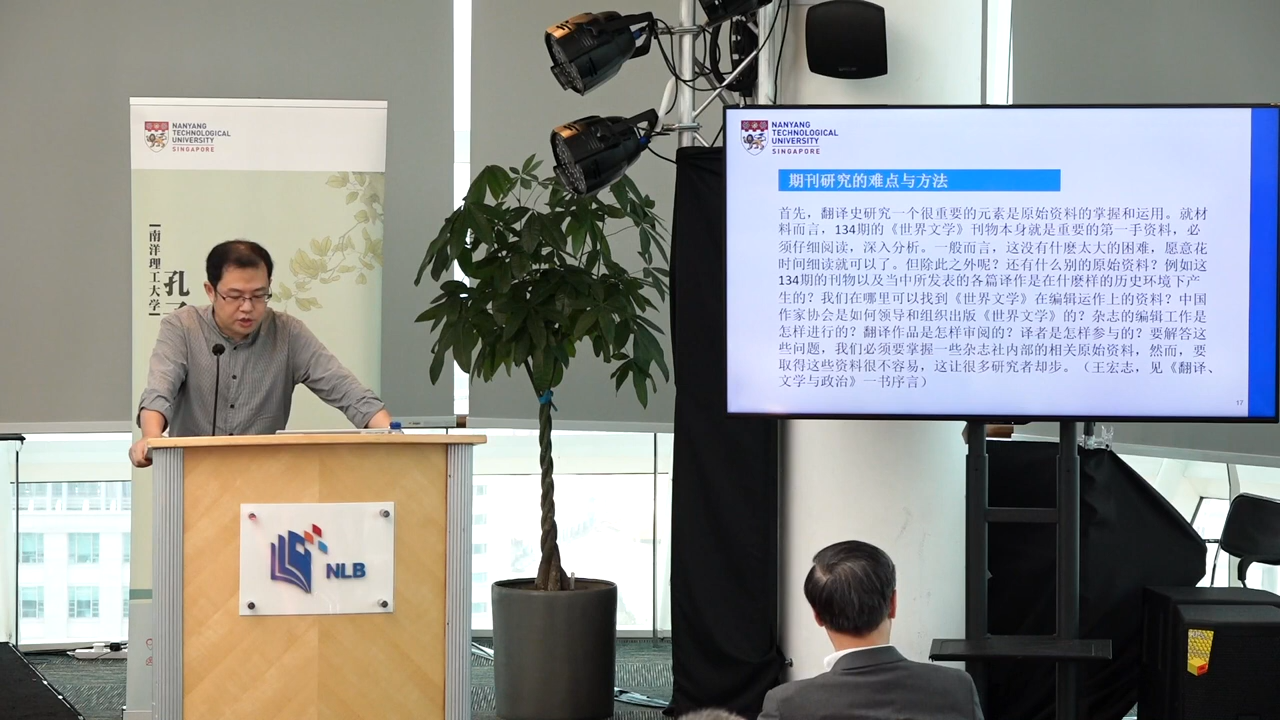 NANYANG
TECHNOLOGICAL
UNIVERSITY
SINGAPORE
南洋理工大学
孔
NLB
NANYANG
TECHNOLOGICAL
UNIVERSITY
SINGAPORE
期刊研究的难点与方法
首先，翻译史研究一个很重要的元素是原始资料的掌握和运用。就材
料而言，134期的《世界文学》刊物本身就是重要的第一手资料，必
须仔细阅读，深入分析。一般而言，这没有什麽太大的困难，愿意花
时间细读就可以了。但除此之外呢？还有什么别的原始资料？例如这
134期的刊物以及当中所发表的各篇译作是在什麽样的历史环境下产
生的？我们在哪里可以找到《世界文学》在编辑运作上的资料？中国
作家协会是如何领导和组织出版《世界文学》的？杂志的编辑工作是
怎样进行的？翻译作品是怎样审阅的？译者是怎样参与的？要解答这
些问题，我们必须要掌握一些杂志社内部的相关原始资料，然而，要
取得这些资料很不容易，这让很多研究者却步。（王宏志，见《翻译、
文学与政治》一书序言）
17